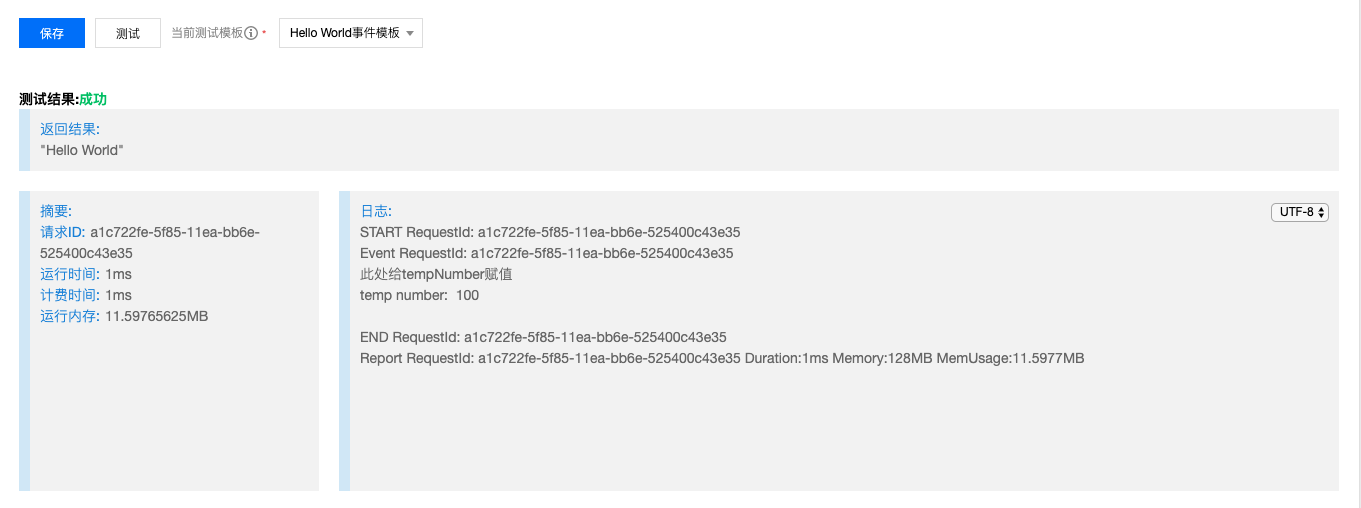 保存 测试 当前测试模板 * Hello World事件模板
测试结果:成功
返回结果:
"Hello World"
摘要:
请求ID: a1c722fe-5f85-11ea-bb6e-
525400c43e35
运行时间: 1ms
计费时间: 1ms
运行内存: 11.59765625MB
日志:
UTF-8
START RequestId: a1c722fe-5f85-11ea-bb6e-525400c43e35
Event RequestId: a1c722fe-5f85-11ea-bb6e-525400c43e35
此处给tempNumber赋值
temp number:  100
END RequestId: a1c722fe-5f85-11ea-bb6e-525400c43e35
Report RequestId: a1c722fe-5f85-11ea-bb6e-525400c43e35 Duration:1ms Memory:128MB MemUsage:11.5977MB